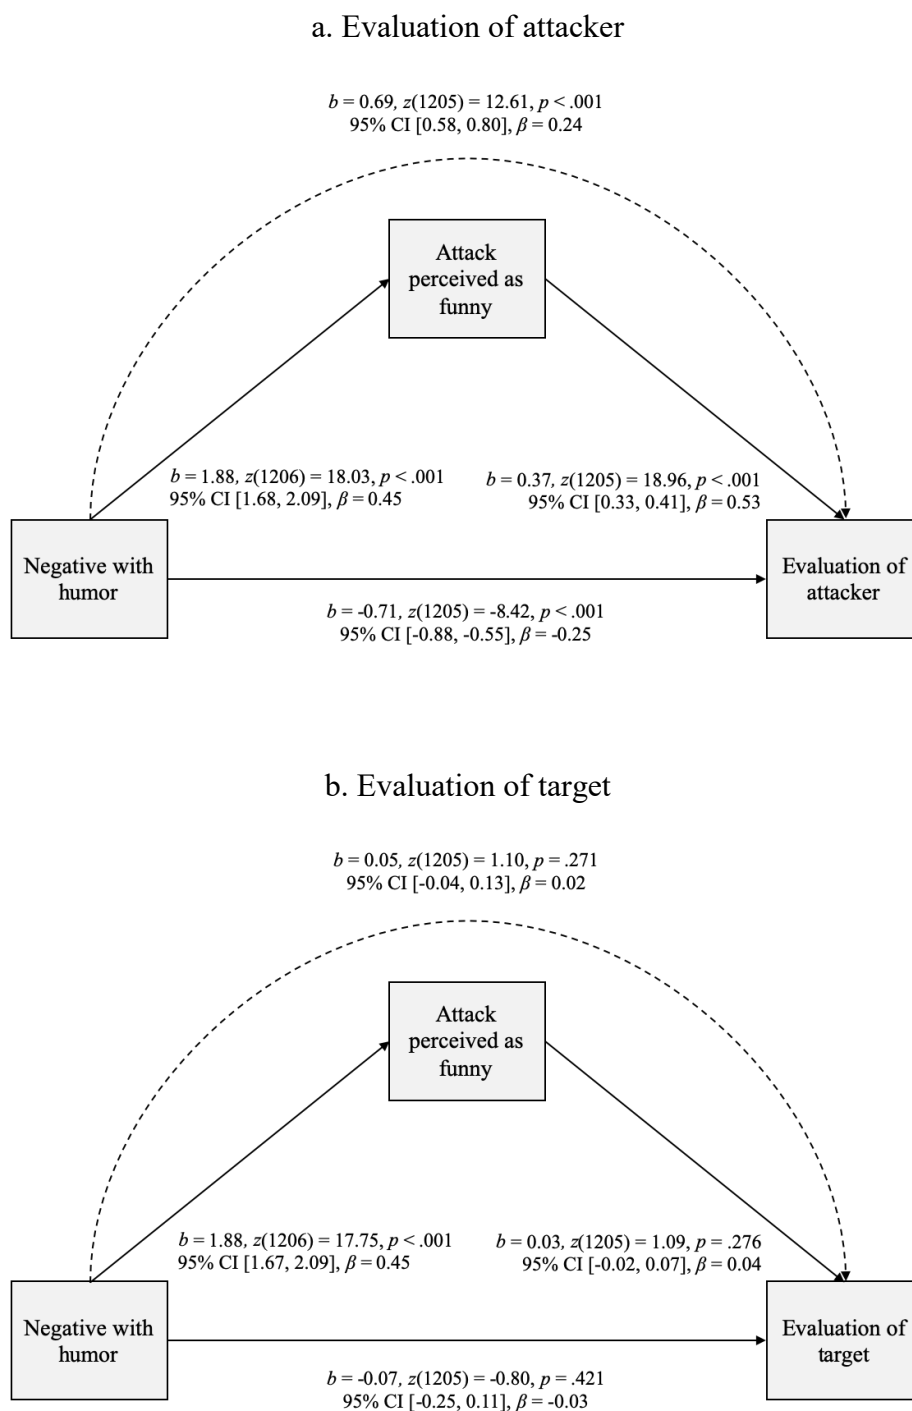 a. Evaluation of attacker
b = 0.69, z(1205) = 12.61, p < .001
95% CI [0.58, 0.80], β = 0.24
Attack
perceived as
funny
b = 1.88, z(1206) = 18.03, p < .001
95% CI [1.68, 2.09], β = 0.45
b = 0.37, z(1205) = 18.96, p < .001
95% CI [0.33, 0.41], β = 0.53
Negative with
humor
Evaluation of
attacker
b = -0.71, z(1205) = -8.42, p < .001
95% CI [-0.88, -0.55], β = -0.25
b. Evaluation of target
b = 0.05, z(1205) = 1.10, p = .271
95% CI [-0.04, 0.13], β = 0.02
Attack
perceived as
funny
b = 1.88, z(1206) = 17.75, p < .001
95% CI [1.67, 2.09], β = 0.45
b = 0.03, z(1205) = 1.09, p = .276
95% CI [-0.02, 0.07], β = 0.04
Negative with
humor
Evaluation of
target
b = -0.07, z(1205) = -0.80, p = .421
95% CI [-0.25, 0.11], β = -0.03